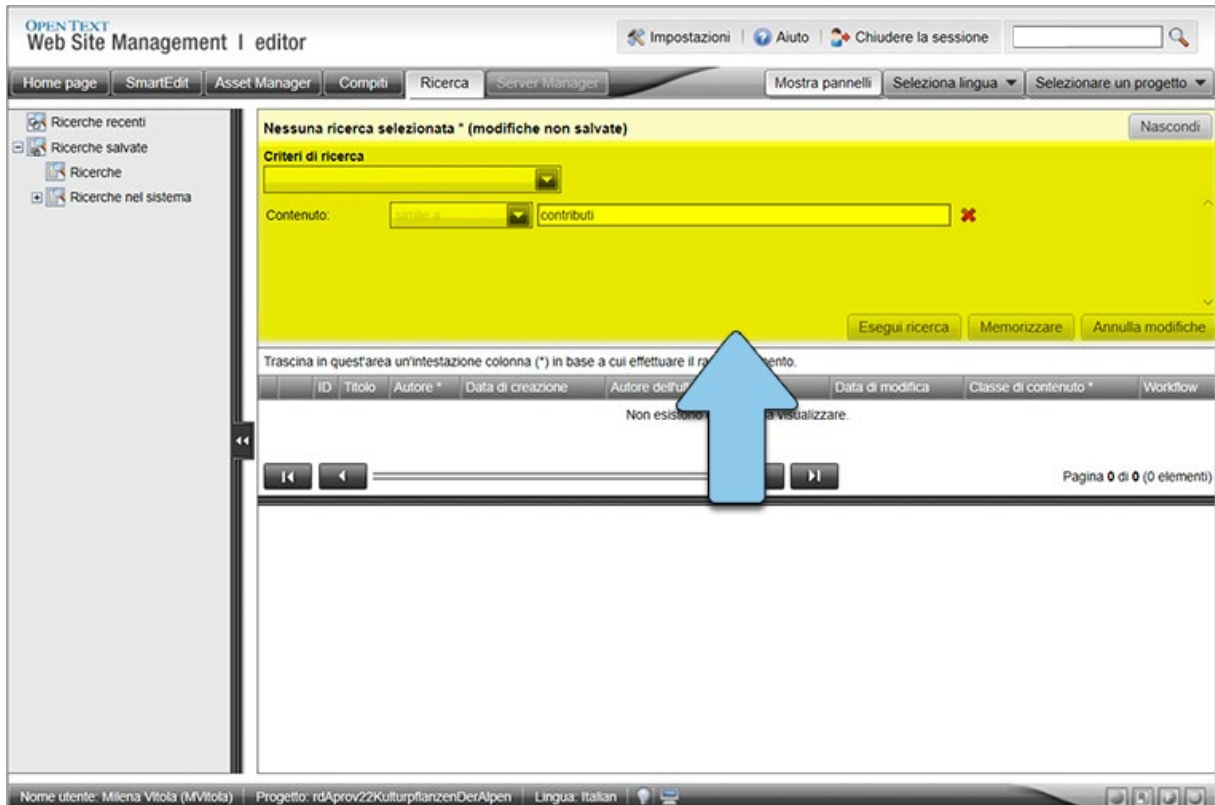 OPEN TEXT
Web Site Management | editor
Impostazioni | Aiuto | Chiudere la sessione
Home page SmartEdit Asset Manager Compiti Ricerca Server Manager Mostra pannelli Seleziona lingua Selezionare un progetto
Ricerche recenti
Ricerche salvate
Ricerche
Ricerche nel sistema
Nessuna ricerca selezionata * (modifiche non salvate) Nascondi
Criteri di ricerca
Contenuto: simile a contributi
Esegui ricerca Memorizzare Annulla modifiche
Trascina in quest'area un'intestazione colonna (*) in base a cui effettuare il ra
ID Titolo Autore * Data di creazione Autore dell'u Data di modifica Classe di contenuto * Workflow
Non esistono a visualizzare.
Pagina 0 di 0 (0 elementi)
Nome utente: Milena Vitola (MVitola) Progetto: rdAprov22KulturpflanzenDerAlpen Lingua: Italian